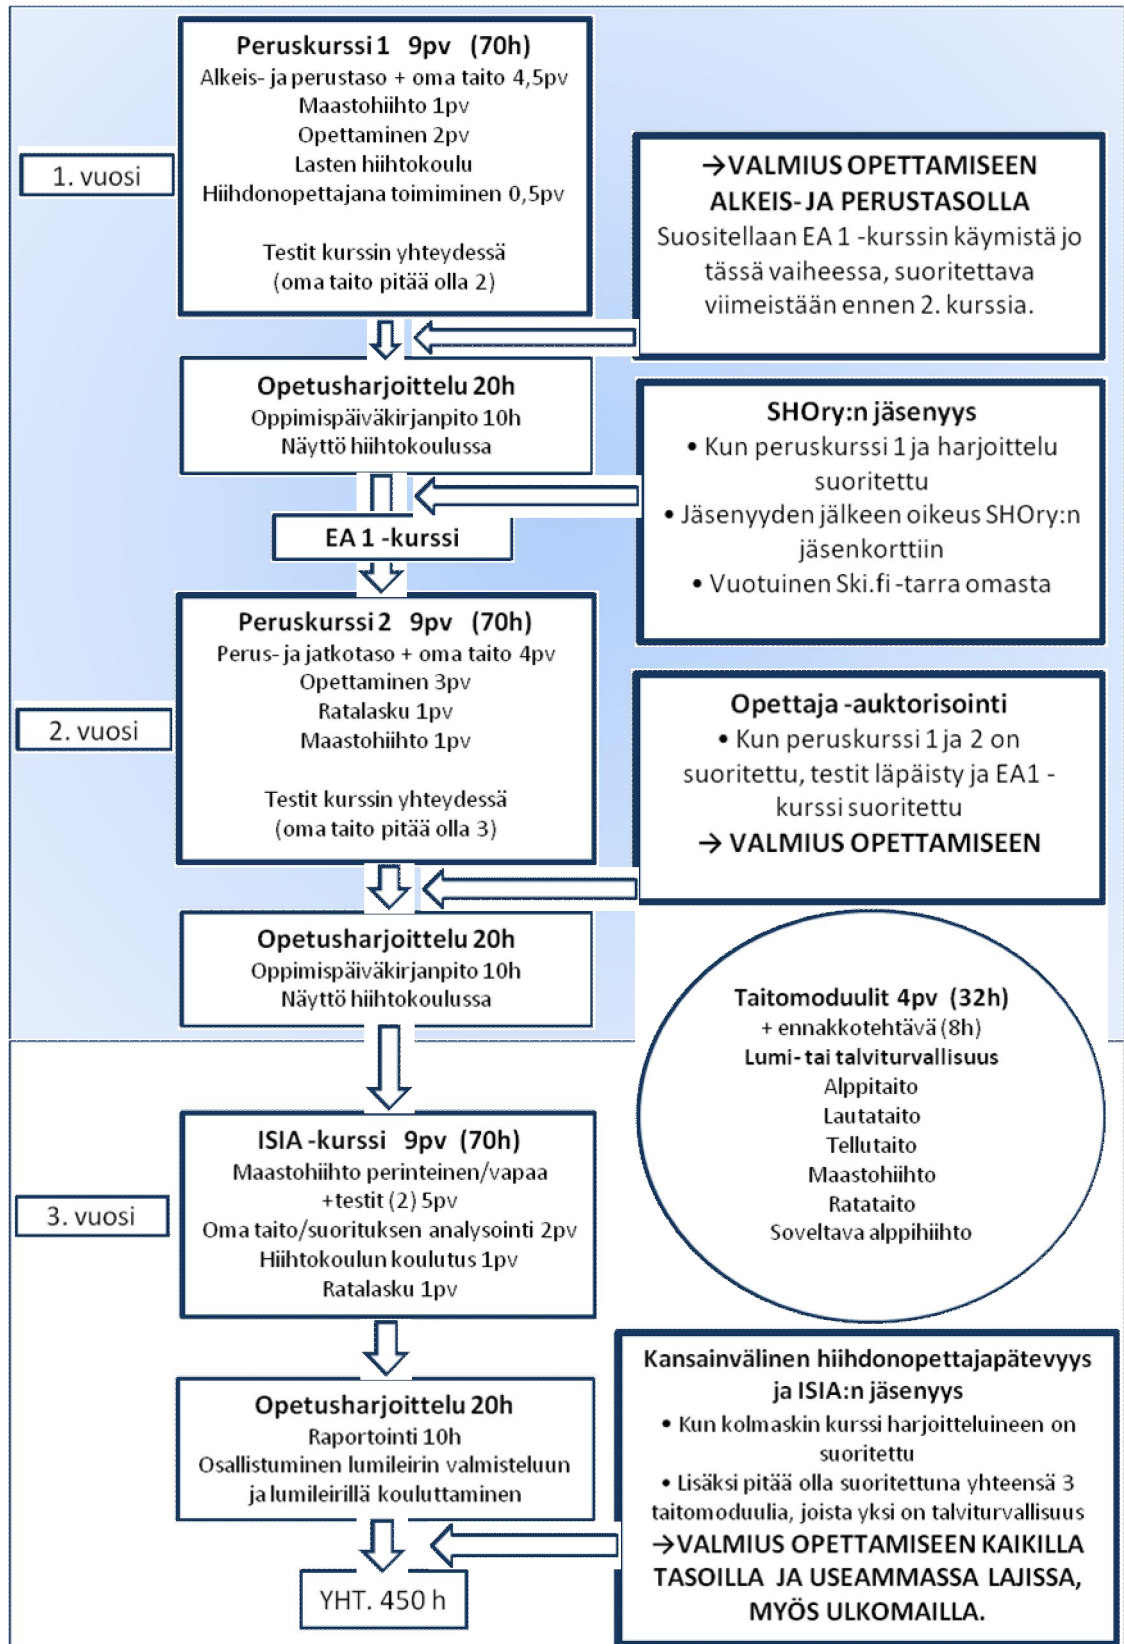 Peruskurssi 1 9pv (70h)
Alkeis- ja perustaso + oma taito 4,5pv
Maastohiihto 1pv
Opettaminen 2pv
Lasten hiihtokoulu
Hiihdonopettajana toimiminen 0,5pv
Testit kurssin yhteydessä
(oma taito pitää olla 2)
1. vuosi
→VALMIUS OPETTAMISEEN
ALKEIS- JA PERUSTASOLLA
Suositellaan EA 1 -kurssin käymistä jo
tässä vaiheessa, suoritettava
viimeistään ennen 2. kurssia.
Opetusharjoittelu 20h
Oppimispäiväkirjanpito 10h
Näyttö hiihtokoulussa
SHOry:n jäsenyys
• Kun peruskurssi 1 ja harjoittelu
suoritettu
• Jäsenyyden jälkeen oikeus SHOry:n
jäsenkorttiin
• Vuotuinen Ski.fi -tarra omasta
EA 1 -kurssi
Peruskurssi 2 9pv (70h)
Perus- ja jatkotaso + oma taito 4pv
Opettaminen 3pv
Ratalasku 1pv
Maastohiihto 1pv
Testit kurssin yhteydessä
(oma taito pitää olla 3)
2. vuosi
Opettaja -auktorisointi
• Kun peruskurssi 1 ja 2 on
suoritettu, testit läpäisty ja EA1 -
kurssi suoritettu
→ VALMIUS OPETTAMISEEN
Opetusharjoittelu 20h
Oppimispäiväkirjanpito 10h
Näyttö hiihtokoulussa
Taitomoduulit 4pv (32h)
+ ennakkotehtävä (8h)
Lumi- tai talviturvallisuus
Alppitaito
Lautataito
Tellutaito
Maastohiihto
Ratataito
Soveltava alppihiihto
ISIA -kurssi 9pv (70h)
Maastohiihto perinteinen/vapaa
+testit (2) 5pv
Oma taito/suorituksen analysointi 2pv
Hiihtokoulun koulutus 1pv
Ratalasku 1pv
3. vuosi
Opetusharjoittelu 20h
Raportointi 10h
Osallistuminen lumileirin valmisteluun
ja lumileirillä kouluttaminen
Kansainvälinen hiihdonopettajapätevyys
ja ISIA:n jäsenyys
• Kun kolmaskin kurssi harjoitteluineen on
suoritettu
• Lisäksi pitää olla suoritettuna yhteensä 3
taitomoduulia, joista yksi on talviturvallisuus
→VALMIUS OPETTAMISEEN KAIKILLA
TASOILLA JA USEAMMASSA LAJISSA,
MYÖS ULKOMAILLA.
YHT. 450 h